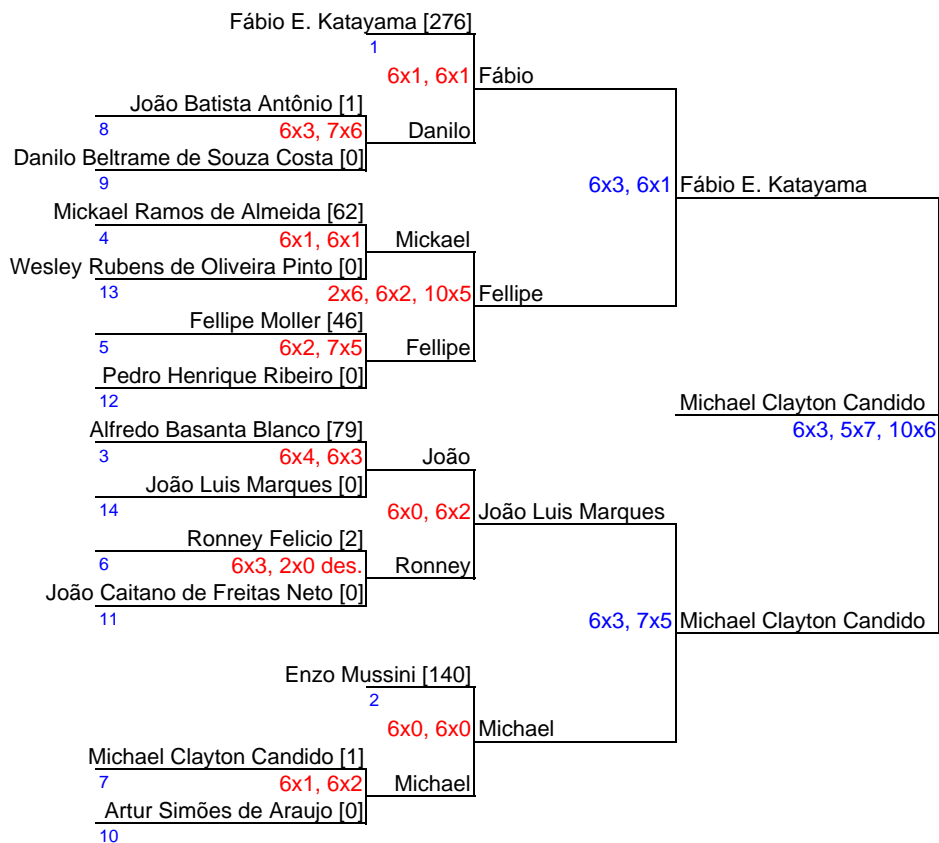 Fábio E. Katayama [276]
1
6x1, 6x1 Fábio
João Batista Antônio [1]
8 6x3, 7x6 Danilo
Danilo Beltrame de Souza Costa [0]
9 6x3, 6x1 Fábio E. Katayama
Mickael Ramos de Almeida [62]
4 6x1, 6x1 Mickael
Wesley Rubens de Oliveira Pinto [0]
13 2x6, 6x2, 10x5 Fellipe
Fellipe Moller [46]
5 6x2, 7x5 Fellipe
Pedro Henrique Ribeiro [0]
12 Michael Clayton Candido
Alfredo Basanta Blanco [79] 6x3, 5x7, 10x6
3 6x4, 6x3 João
João Luis Marques [0]
14 6x0, 6x2 João Luis Marques
Ronney Felicio [2]
6 6x3, 2x0 des. Ronney
João Caitano de Freitas Neto [0]
11 6x3, 7x5 Michael Clayton Candido
Enzo Mussini [140]
2
6x0, 6x0 Michael
Michael Clayton Candido [1]
7 6x1, 6x2 Michael
Artur Simões de Araujo [0]
10